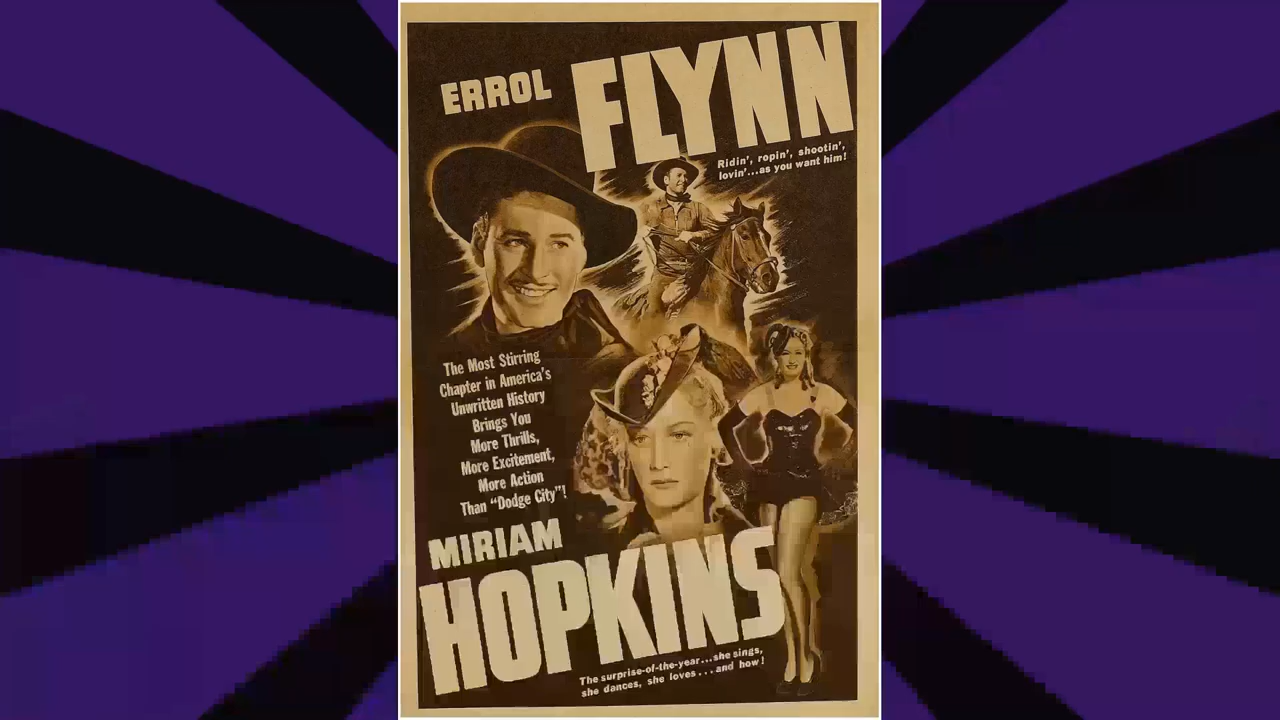 ERROL FLYNN
Ridin', ropin', shootin',
lovin'...as you want him!
The Most Stirring
Chapter in America's
Unwritten History
Brings You
More Thrills,
More Excitement,
More Action
Than "Dodge City"!
MIRIAM
HOPKINS
The surprise-of-the-year...she sings,
she dances, she loves...and how!